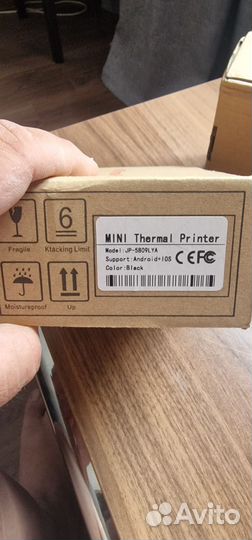 6
Fragile
Ktacking Limit
Moistureproof
Up
MINI Thermal Printer
Model:JP-5809LYA
Support:Android+IOS CE FC
Color:Black
Avito